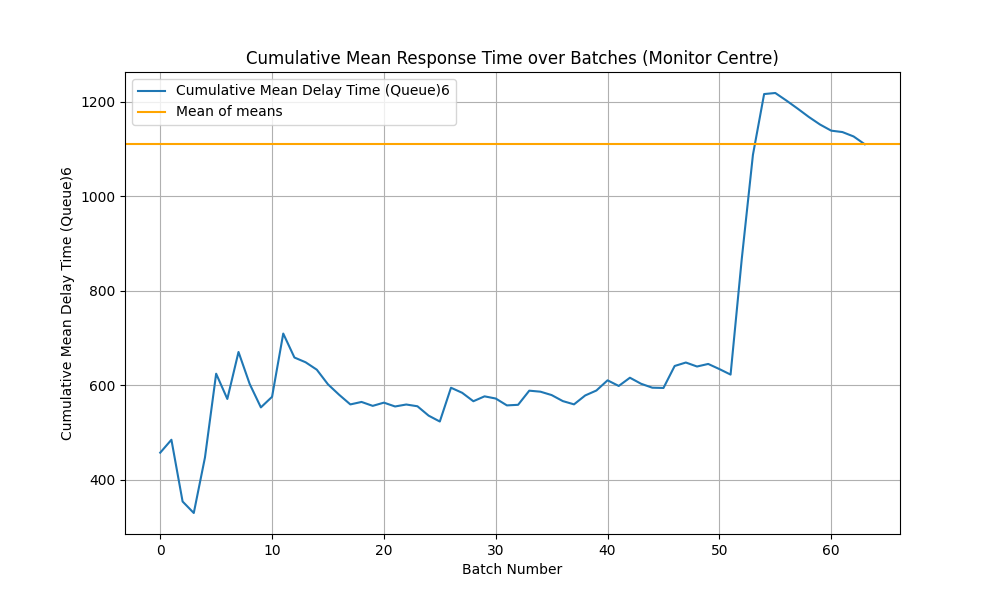 Cumulative Mean Response Time over Batches (Monitor Centre)
Cumulative Mean Delay Time (Queue)6
Mean of means
Cumulative Mean Delay Time (Queue)6
1200
1000
800
600
400
0 10 20 30 40 50 60
Batch Number